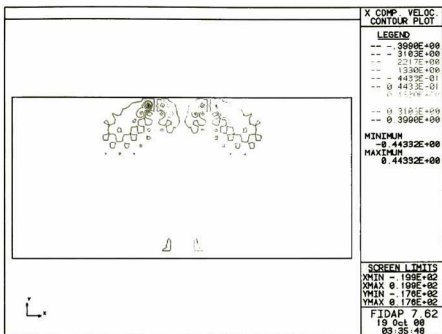 X COMP. VELOC.
CONTOUR PLOT
LEGEND
-- -.3990E+00
-- -.3103E+00
-- -.2217E+00
-- -.1330E+00
-- -.4433E-01
-- 0.4433E-01
-- 0.3103E+00
-- 0.3990E+00
MINIMUM
-0.44332E+00
MAXIMUM
0.44332E+00
SCREEN LIMITS
XMIN -.199E+02
XMAX 0.199E+02
YMIN -.176E+02
YMAX 0.176E+02
FIDAP 7.62
19 Oct 00
03:35:48
Y
X